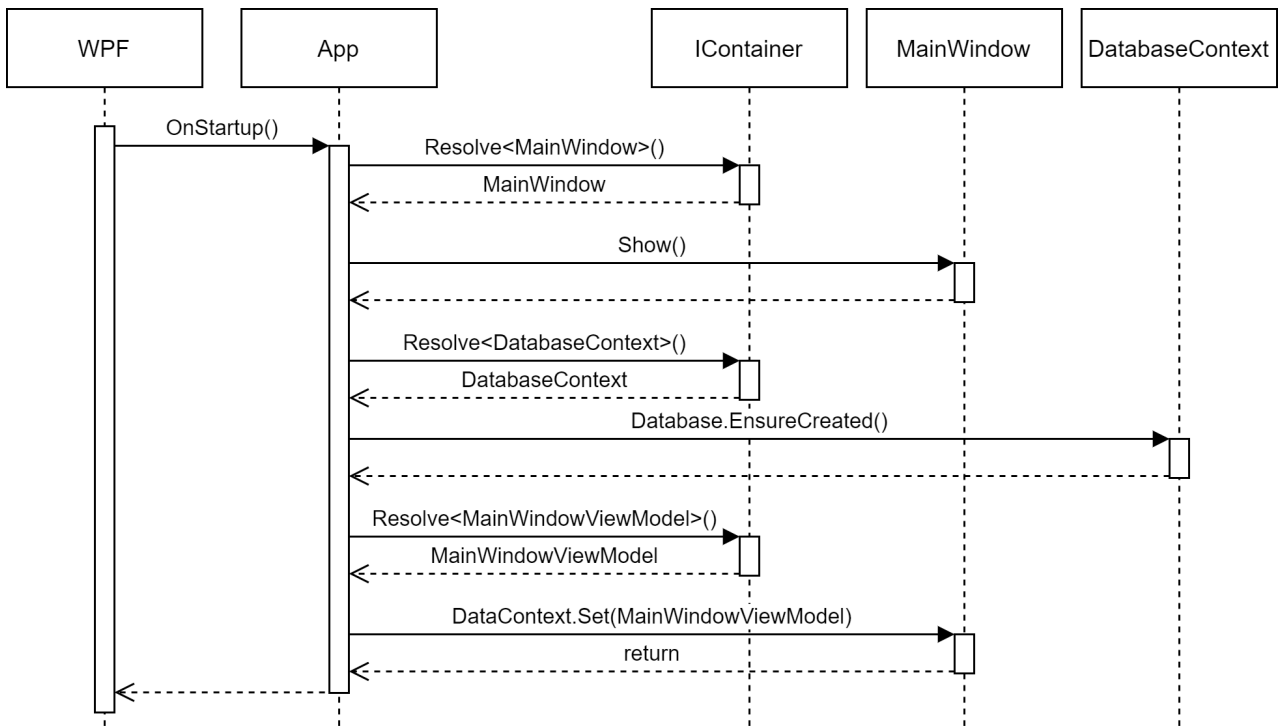 WPF
App
IContainer
MainWindow
DatabaseContext
OnStartup()
Resolve<MainWindow>()
MainWindow
Show()
Resolve<DatabaseContext>()
DatabaseContext
Database.EnsureCreated()
Resolve<MainWindowViewModel>()
MainWindowViewModel
DataContext.Set(MainWindowViewModel)
return